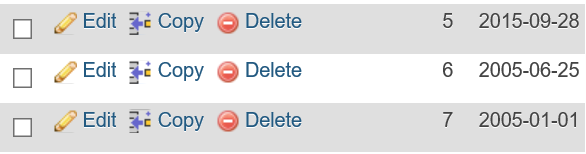 Edit Copy Delete 5 2015-09-28
Edit Copy Delete 6 2005-06-25
Edit Copy Delete 7 2005-01-01